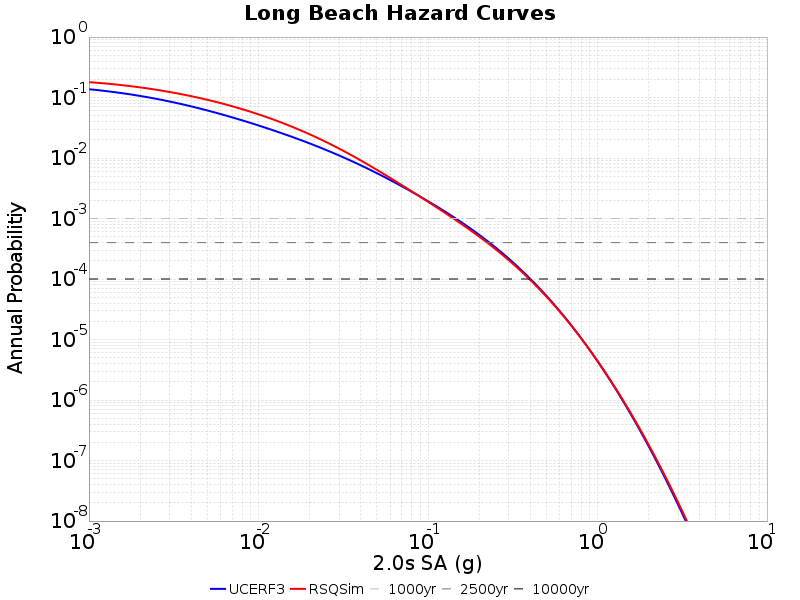 Long Beach Hazard Curves
10^0
10^-1
10^-2
10^-3
10^-4
10^-5
10^-6
10^-7
10^-8
Annual Probabilitiy
10^-3 10^-2 10^-1 10^0 10^1
2.0s SA (g)
UCERF3 RSQSim 1000yr 2500yr 10000yr